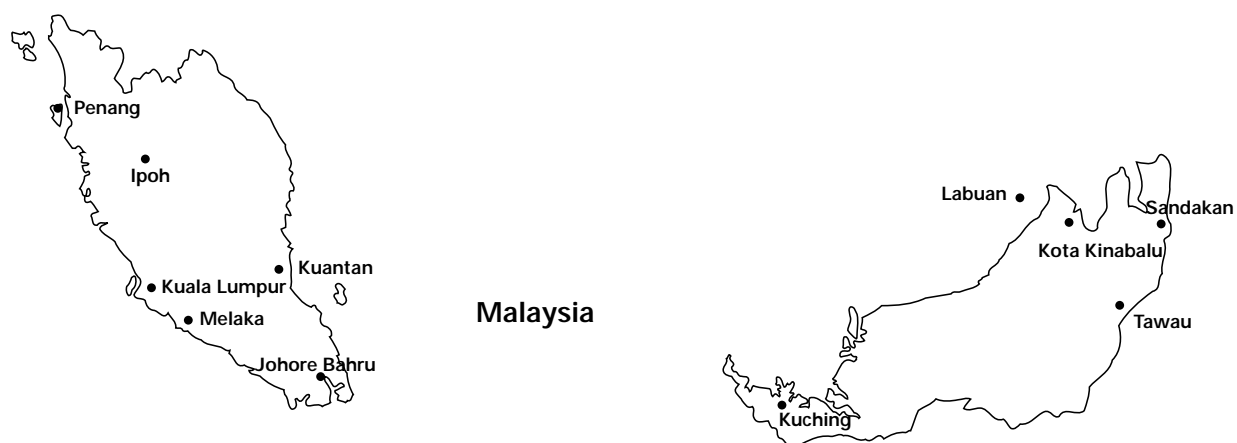 Penang
Ipoh
Labuan
Sandakan
Kota Kinabalu
Kuantan
Kuala Lumpur
Malaysia
Melaka
Tawau
Johore Bahru
Kuching